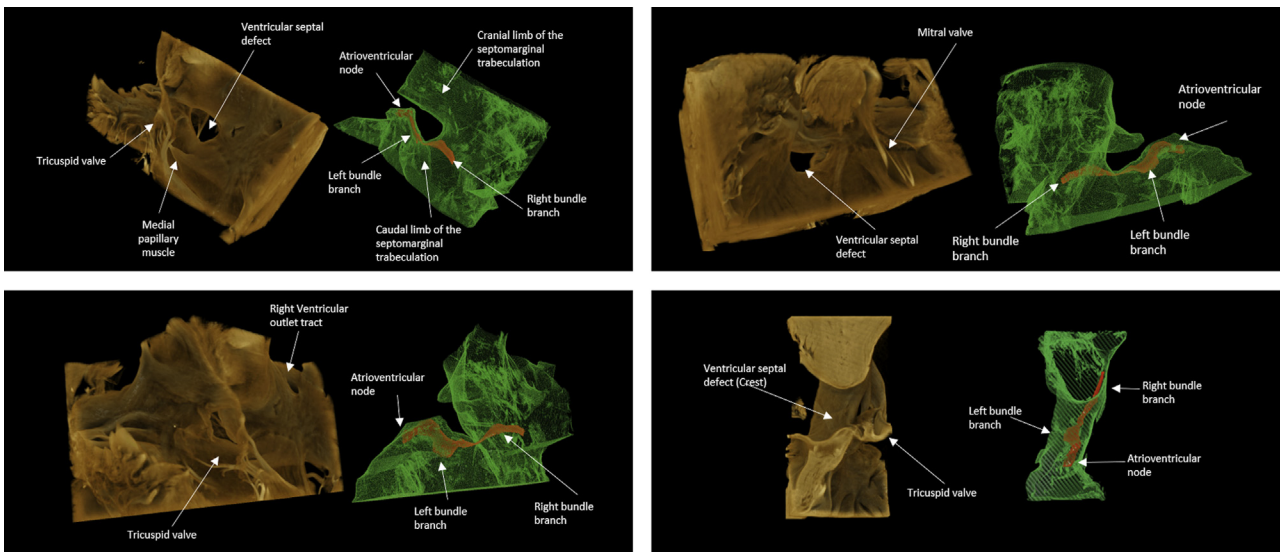 Ventricular septal
defect
Cranial limb of the
septomarginal
trabeculation
Atrioventricular
node
Tricuspid valve
Left bundle
branch
Right bundle
branch
Medial
papillary
muscle
Caudal limb of the
septomarginal
trabeculation
Mitral valve
Atrioventricular
node
Ventricular septal
defect
Right bundle
branch
Left bundle
branch
Right Ventricular
outlet tract
Atrioventricular
node
Tricuspid valve
Left bundle
branch
Right bundle
branch
Ventricular septal
defect (Crest)
Tricuspid valve
Left bundle
branch
Right bundle
branch
Atrioventricular
node